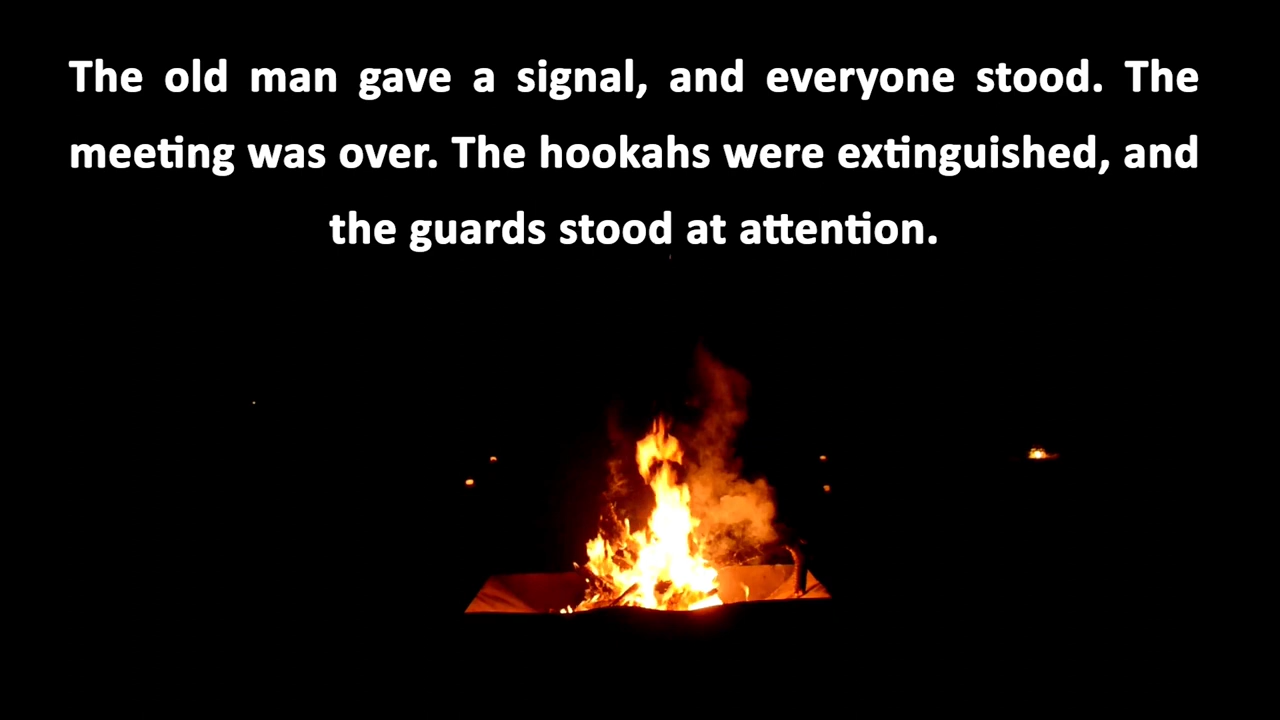 The old man gave a signal, and everyone stood. The
meeting was over. The hookahs were extinguished, and
the guards stood at attention.